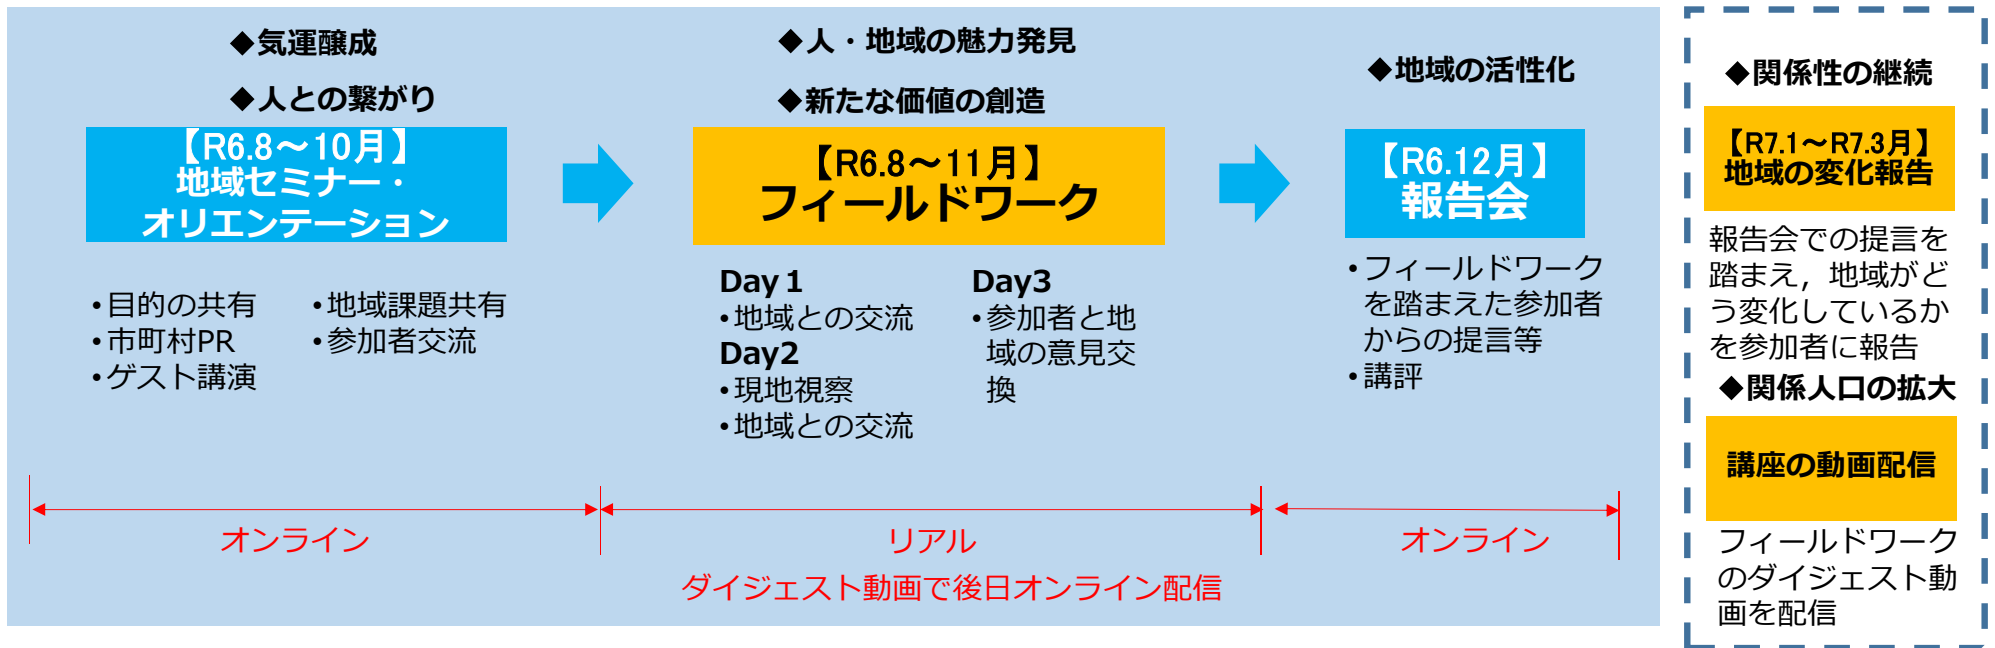 ◆気運醸成
◆人との繋がり
【R6.8～10月】
地域セミナー・
オリエンテーション
•目的の共有
•市町村PR
•ゲスト講演
•地域課題共有
•参加者交流
◆人・地域の魅力発見
◆新たな価値の創造
【R6.8～11月】
フィールドワーク
Day１
•地域との交流
Day2
•現地視察
•地域との交流
Day3
•参加者と地
域の意見交
換
◆地域の活性化
【R6.12月】
報告会
•フィールドワーク
を踏まえた参加者
からの提言等
•講評
オンライン
リアル
オンライン
ダイジェスト動画で後日オンライン配信
◆関係性の継続
【R7.1～R7.3月】
地域の変化報告
報告会での提言を
踏まえ，地域がど
う変化しているか
を参加者に報告
◆関係人口の拡大
講座の動画配信
フィールドワーク
のダイジェスト動
画を配信